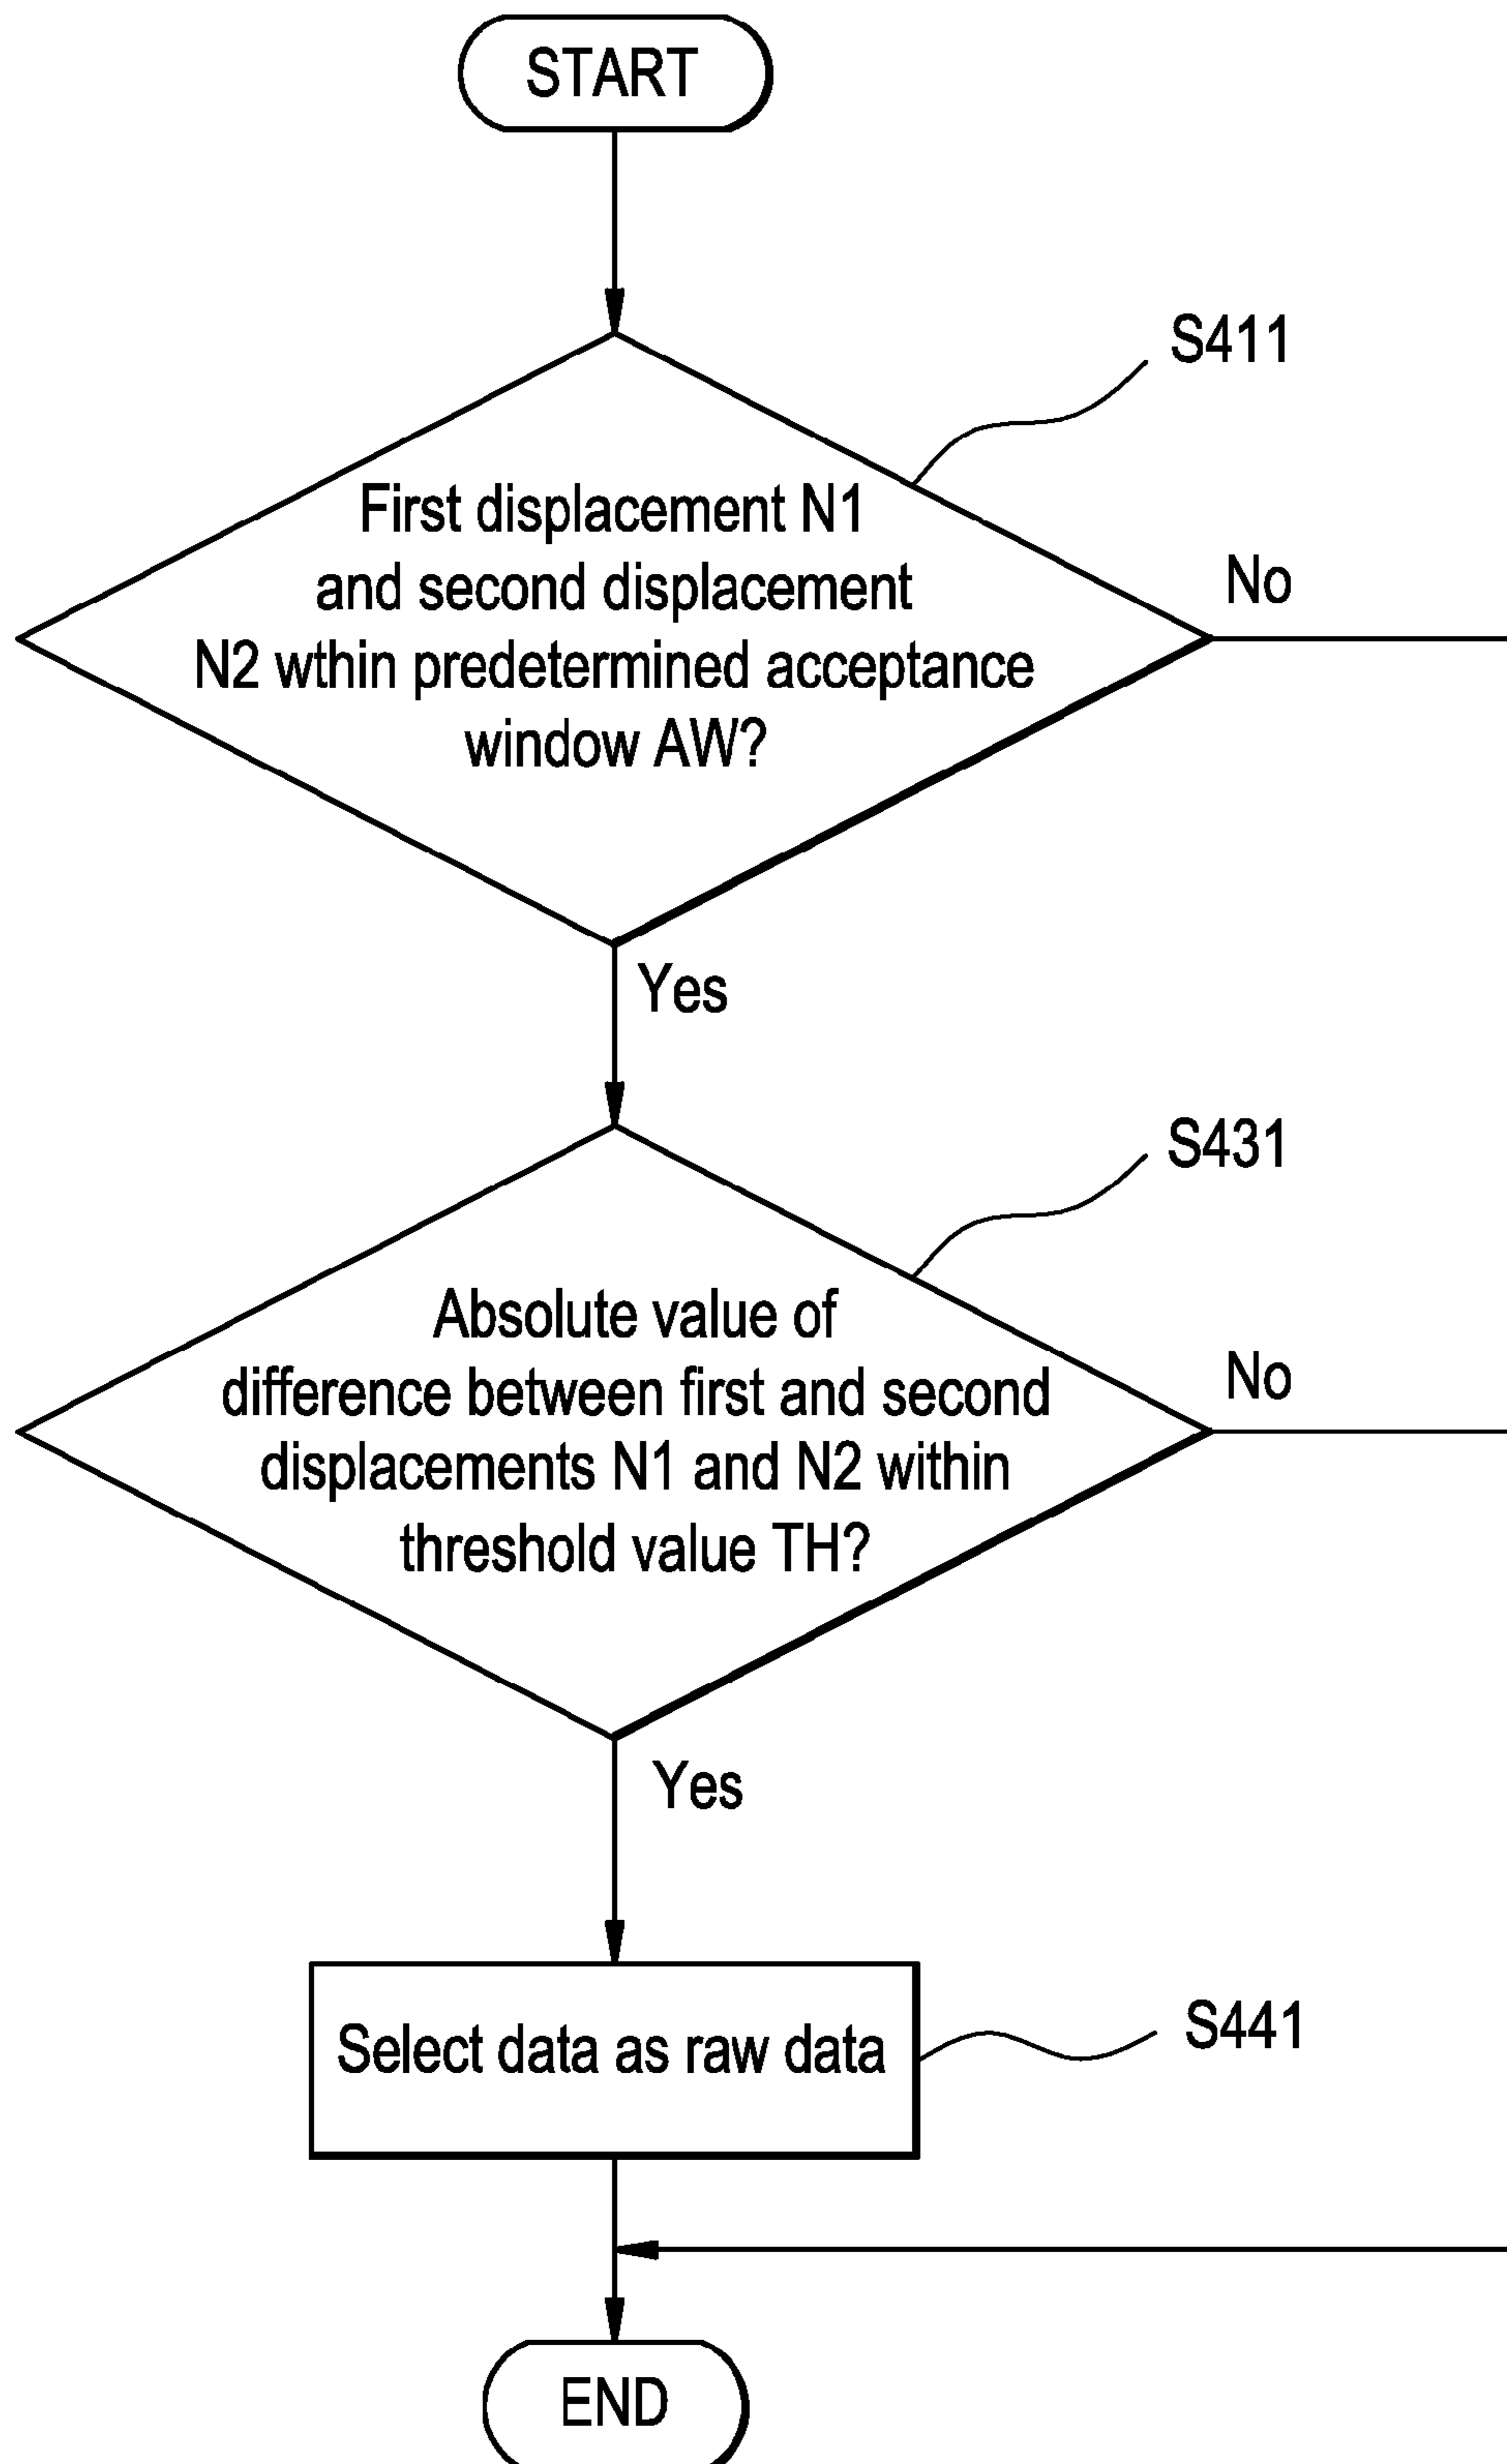 START
S411
First displacement N1
and second displacement
N2 wthin predetermined acceptance
window AW?
No
Yes
S431
Absolute value of
difference between first and second
displacements N1 and N2 within
threshold value TH?
No
Yes
Select data as raw data
S441
END